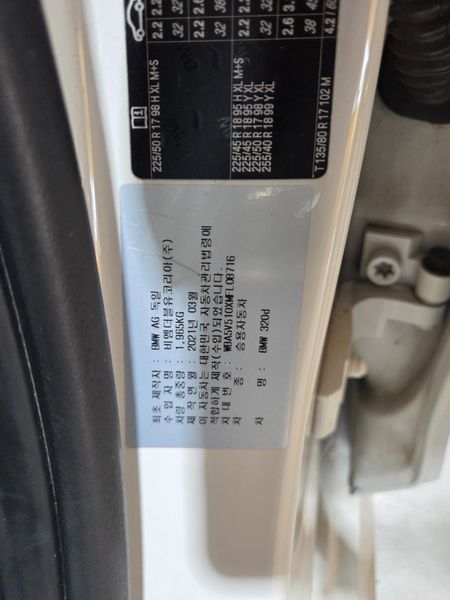 225/50 R 17 98 H XL M+S
225/45 R 18 95 H XL M+S
225/45 R 18 95 Y XL
225/50 R 17 98 Y XL
255/40 R 18 99 Y XL
T 135/80 R 17 102 M
최초 제작자 : BMW AG 독일
수 입 자 명 : 비엠더블유코리아(주)
차량 총중량 : 1,965KG
제 작 연 월 : 2021년 03월
이 자동차는 대한민국 자동차관리법령에
적합하게 제작(수입)되었습니다.
차 대 번 호 : WBA5V510XMFL08716
차 종 : 승용자동차
차 명 : BMW 320d